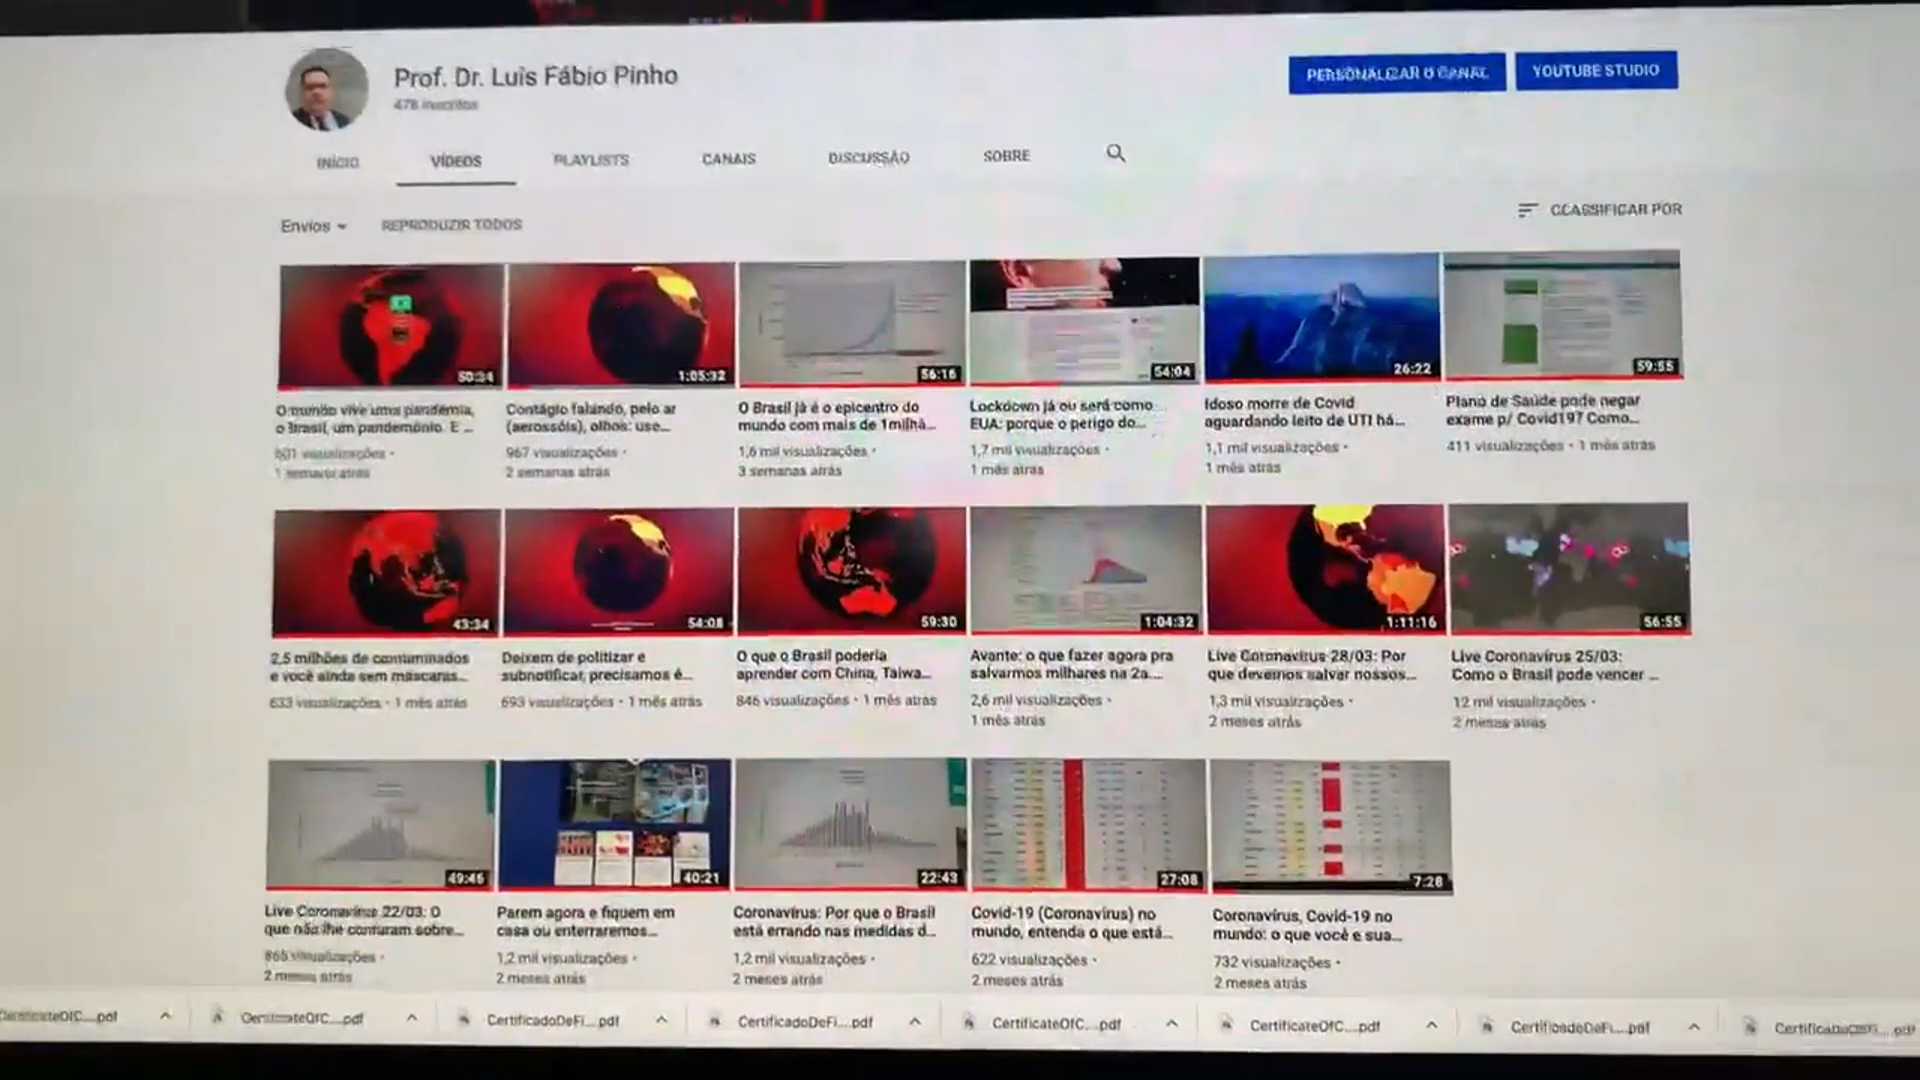 Prof. Dr. Luis Fábio Pinho
478 inscritos
PERSONALIZAR O CANAL
YOUTUBE STUDIO
INÍCIO
VÍDEOS
PLAYLISTS
CANAIS
DISCUSSÃO
SOBRE
Envios
REPRODUZIR TODOS
CLASSIFICAR POR
50:34
1:05:32
56:16
54:04
26:22
59:55
O mundo vive uma pandemia,
o Brasil, um pandemônio. E ...
601 visualizações •
1 semana atrás
Contágio falando, pelo ar
(aerossóis), olhos: use...
967 visualizações •
2 semanas atrás
O Brasil já é o epicentro do
mundo com mais de 1milhã...
1,6 mil visualizações •
3 semanas atrás
Lockdown já ou será como
EUA: porque o perigo do...
1,7 mil visualizações •
1 mês atrás
Idoso morre de Covid
aguardando leito de UTI há...
1,1 mil visualizações •
1 mês atrás
Plano de Saúde pode negar
exame p/ Covid19? Como...
411 visualizações • 1 mês atrás
43:34
54:08
59:30
1:04:32
1:11:16
56:55
2,5 milhões de contaminados
e você ainda sem máscaras...
633 visualizações • 1 mês atrás
Deixem de politizar e
subnotificar, precisamos é...
693 visualizações • 1 mês atrás
O que o Brasil poderia
aprender com China, Taiwa...
846 visualizações • 1 mês atrás
Avante: o que fazer agora pra
salvarmos milhares na 2a....
2,6 mil visualizações •
1 mês atrás
Live Coronavírus 28/03: Por
que devemos salvar nossos...
1,3 mil visualizações •
2 meses atrás
Live Coronavírus 25/03:
Como o Brasil pode vencer ...
12 mil visualizações •
2 meses atrás
49:46
40:21
22:43
27:08
7:28
Live Coronavírus 22/03: O
que não lhe contaram sobre...
865 visualizações •
2 meses atrás
Parem agora e fiquem em
casa ou enterraremos...
1,2 mil visualizações •
2 meses atrás
Coronavírus: Por que o Brasil
está errando nas medidas d...
1,2 mil visualizações •
2 meses atrás
Covid-19 (Coronavírus) no
mundo, entenda o que está...
622 visualizações •
2 meses atrás
Coronavírus, Covid-19 no
mundo: o que você e sua...
732 visualizações •
2 meses atrás
CertificateOfC....pdf
CertificateOfC....pdf
CertificadoDeFi....pdf
CertificadoDeFi....pdf
CertificateOfC....pdf
CertificateOfC....pdf
CertificadoDeFi....pdf